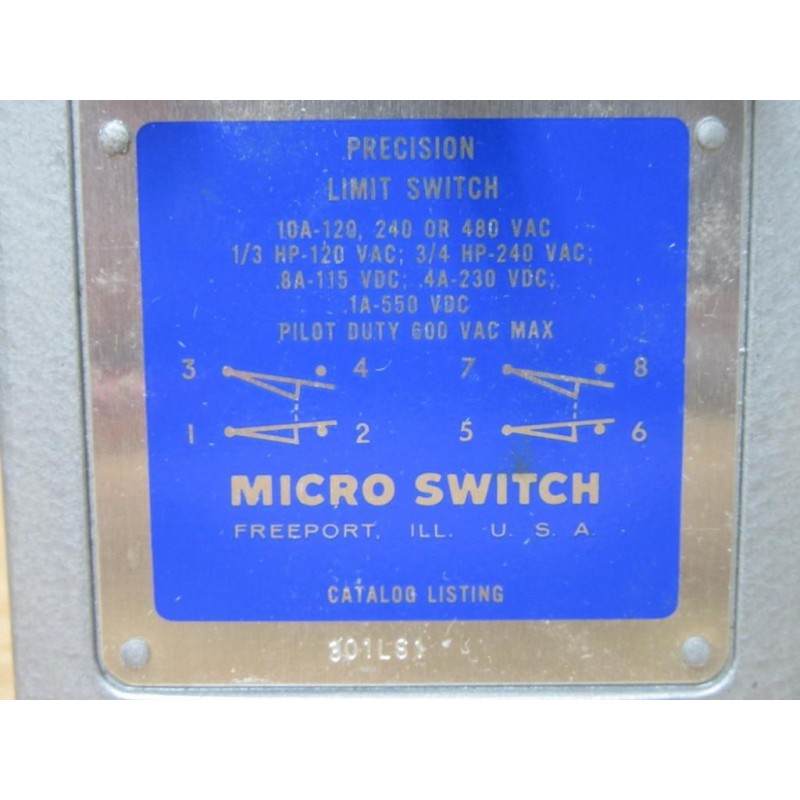 PRECISION
LIMIT SWITCH
10A-120, 240 OR 480 VAC
1/3 HP-120 VAC; 3/4 HP-240 VAC;
.8A-115 VDC; .4A-230 VDC;
.1A-550 VDC
PILOT DUTY 600 VAC MAX
3 4 7 8
1 2 5 6
MICRO SWITCH
FREEPORT, ILL. U. S. A.
CATALOG LISTING
301LS1